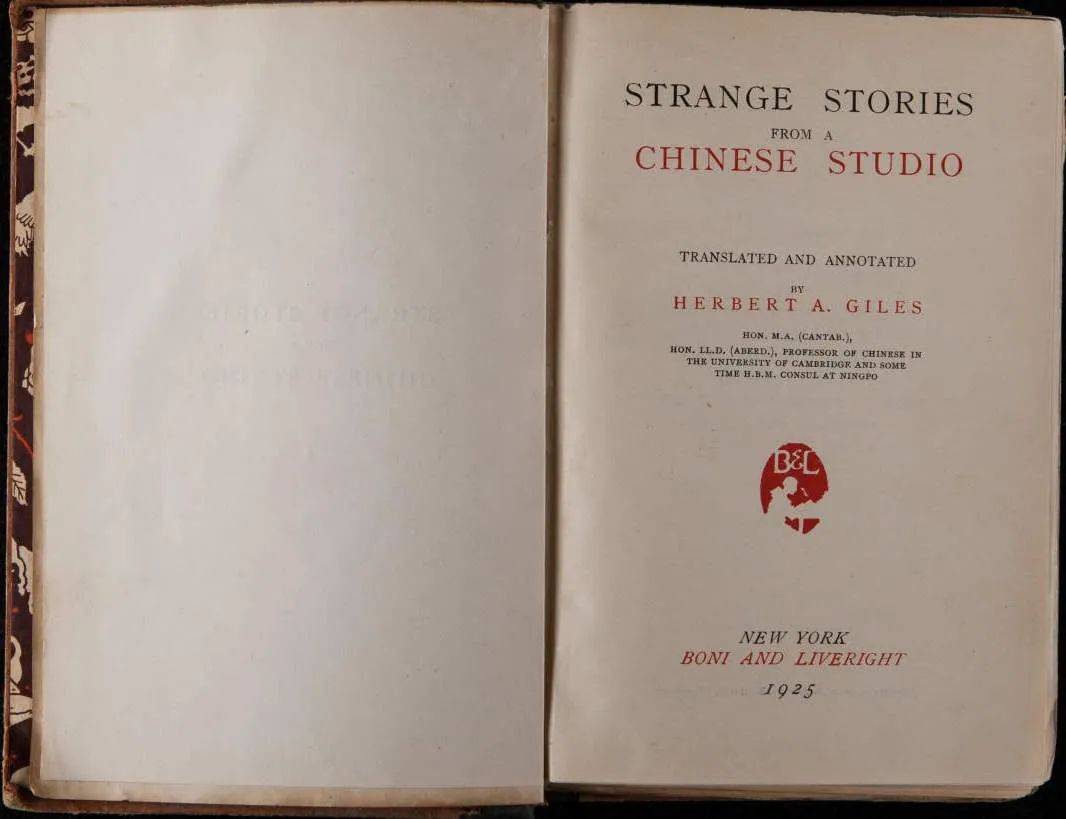 STRANGE STORIES
FROM A
CHINESE STUDIO
TRANSLATED AND ANNOTATED
BY
HERBERT A. GILES
HON. M.A. (CANTAB.),
HON. LL.D. (ABERD.), PROFESSOR OF CHINESE IN
THE UNIVERSITY OF CAMBRIDGE AND SOME
TIME H.B.M. CONSUL AT NINGPO
B&L
NEW YORK
BONI AND LIVERIGHT
1925